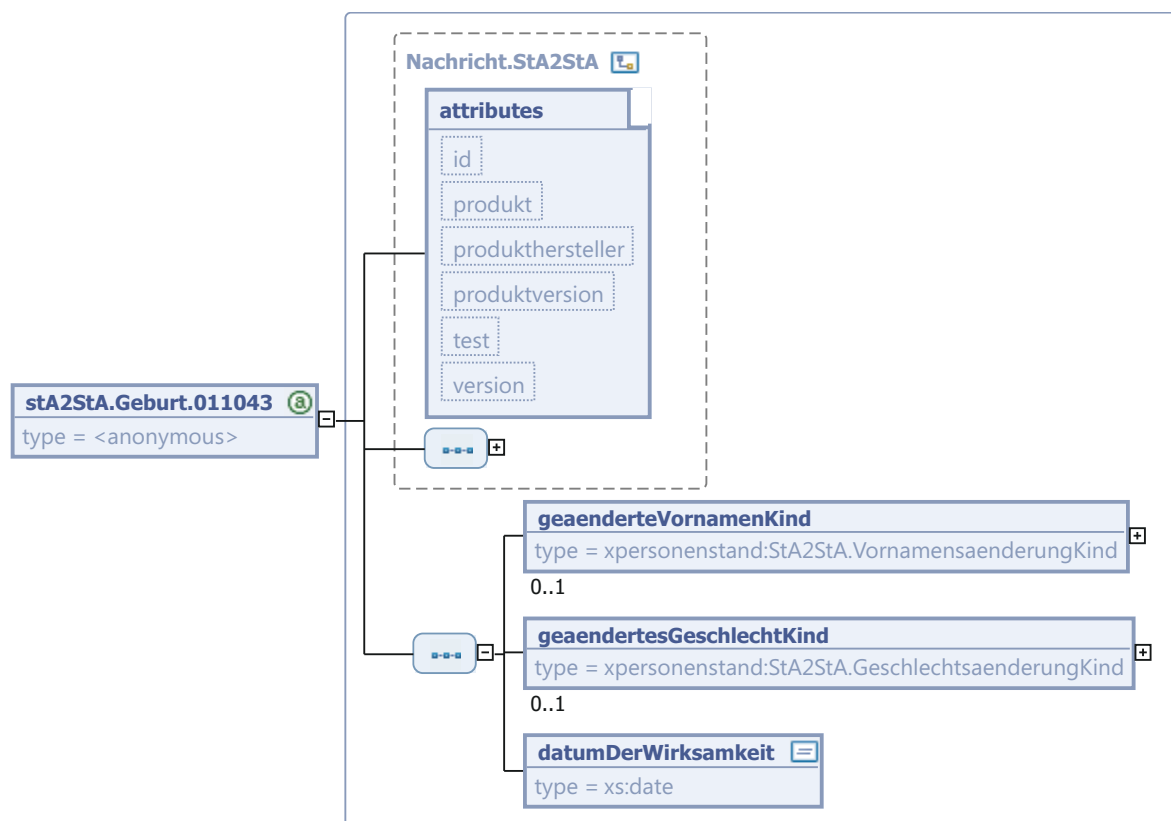 Nachricht.StA2StA
attributes
id
produkt
produkthersteller
produktversion
test
version
stA2StA.Geburt.011043 a
type = <anonymous>
geaenderteVornamenKind
type = xpersonenstand:StA2StA.VornamensaenderungKind
0..1
geaendertesGeschlechtKind
type = xpersonenstand:StA2StA.GeschlechtsaenderungKind
0..1
datumDerWirksamkeit
type = xs:date